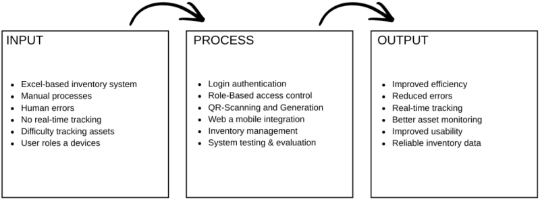 INPUT
• Excel-based inventory system
• Manual processes
• Human errors
• No real-time tracking
• Difficulty tracking assets
• User roles a devices
PROCESS
• Login authentication
• Role-Based access control
• QR-Scanning and Generation
• Web a mobile integration
• Inventory management
• System testing & evaluation
OUTPUT
• Improved efficiency
• Reduced errors
• Real-time tracking
• Better asset monitoring
• Improved usability
• Reliable inventory data